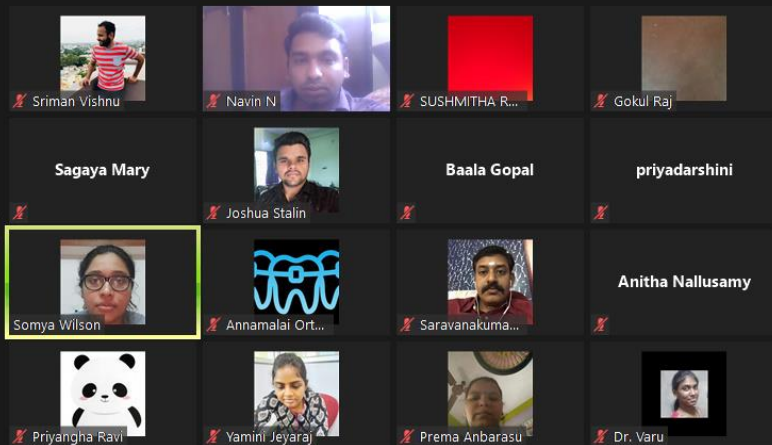 Sriman Vishnu
Navin N
SUSHMITHA R...
Gokul Raj
Sagaya Mary
Joshua Stalin
Baala Gopal
priyadarshini
Somya Wilson
Annamalai Ort...
Saravanakuma...
Anitha Nallusamy
Priyangha Ravi
Yamini Jeyaraj
Prema Anbarasu
Dr. Varu